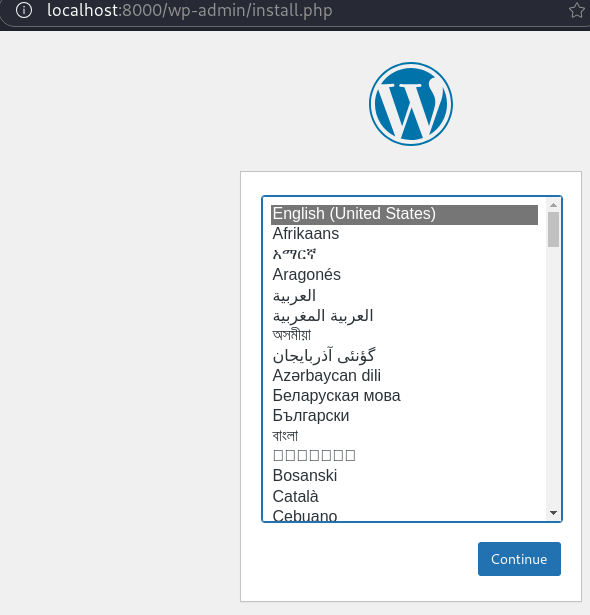 localhost:8000/wp-admin/install.php
English (United States)
Afrikaans
አማርኛ
Aragonés
العربية
العربية المغربية
অসমীয়া
گؤنئی آذربایجان
Azərbaycan dili
Беларуская мова
Български
বাংলা
Bosanski
Català
Cebuano
Continue